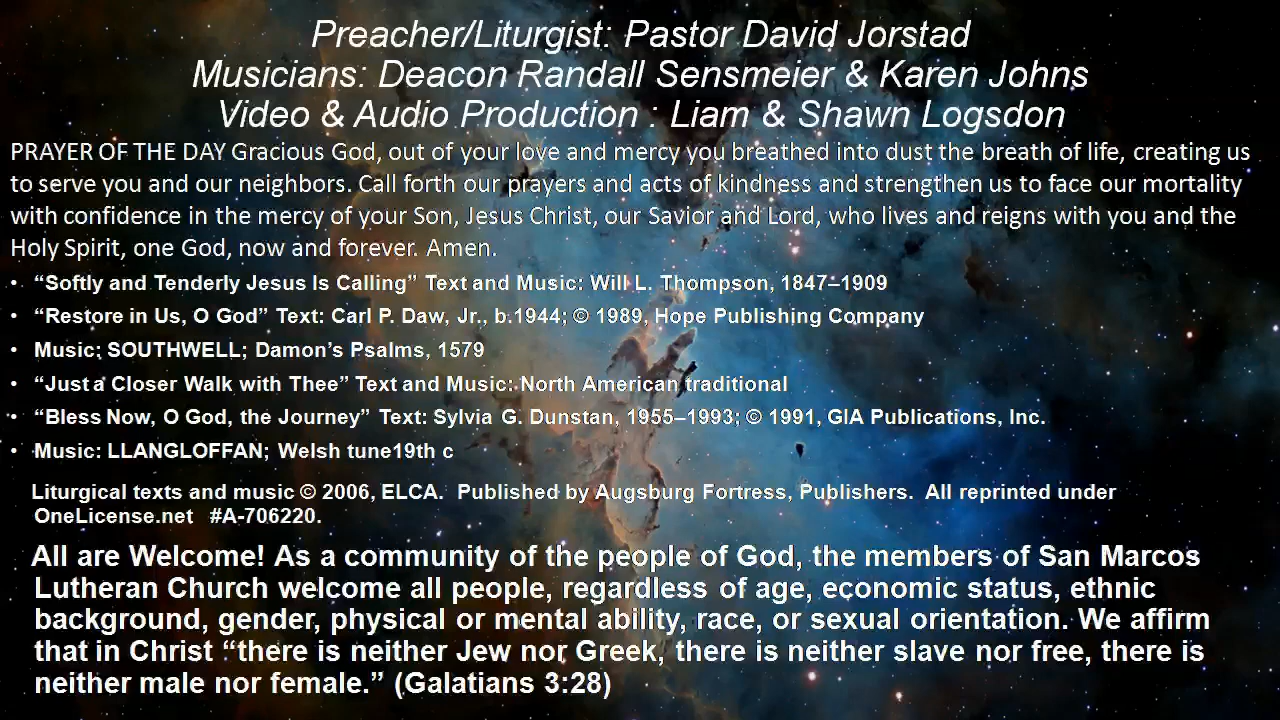 Preacher/Liturgist: Pastor David Jorstad
Musicians: Deacon Randall Sensmeier & Karen Johns
Video & Audio Production : Liam & Shawn Logsdon
PRAYER OF THE DAY Gracious God, out of your love and mercy you breathed into dust the breath of life, creating us
to serve you and our neighbors. Call forth our prayers and acts of kindness and strengthen us to face our mortality
with confidence in the mercy of your Son, Jesus Christ, our Savior and Lord, who lives and reigns with you and the
Holy Spirit, one God, now and forever. Amen.
• “Softly and Tenderly Jesus Is Calling” Text and Music: Will L. Thompson, 1847–1909
• “Restore in Us, O God” Text: Carl P. Daw, Jr., b.1944; © 1989, Hope Publishing Company
• Music; SOUTHWELL; Damon’s Psalms, 1579
• “Just a Closer Walk with Thee” Text and Music: North American traditional
• “Bless Now, O God, the Journey” Text: Sylvia G. Dunstan, 1955–1993; © 1991, GIA Publications, Inc.
• Music: LLANGLOFFAN; Welsh tune19th c
Liturgical texts and music © 2006, ELCA. Published by Augsburg Fortress, Publishers. All reprinted under
OneLicense.net #A-706220.
All are Welcome! As a community of the people of God, the members of San Marcos
Lutheran Church welcome all people, regardless of age, economic status, ethnic
background, gender, physical or mental ability, race, or sexual orientation. We affirm
that in Christ “there is neither Jew nor Greek, there is neither slave nor free, there is
neither male nor female.” (Galatians 3:28)